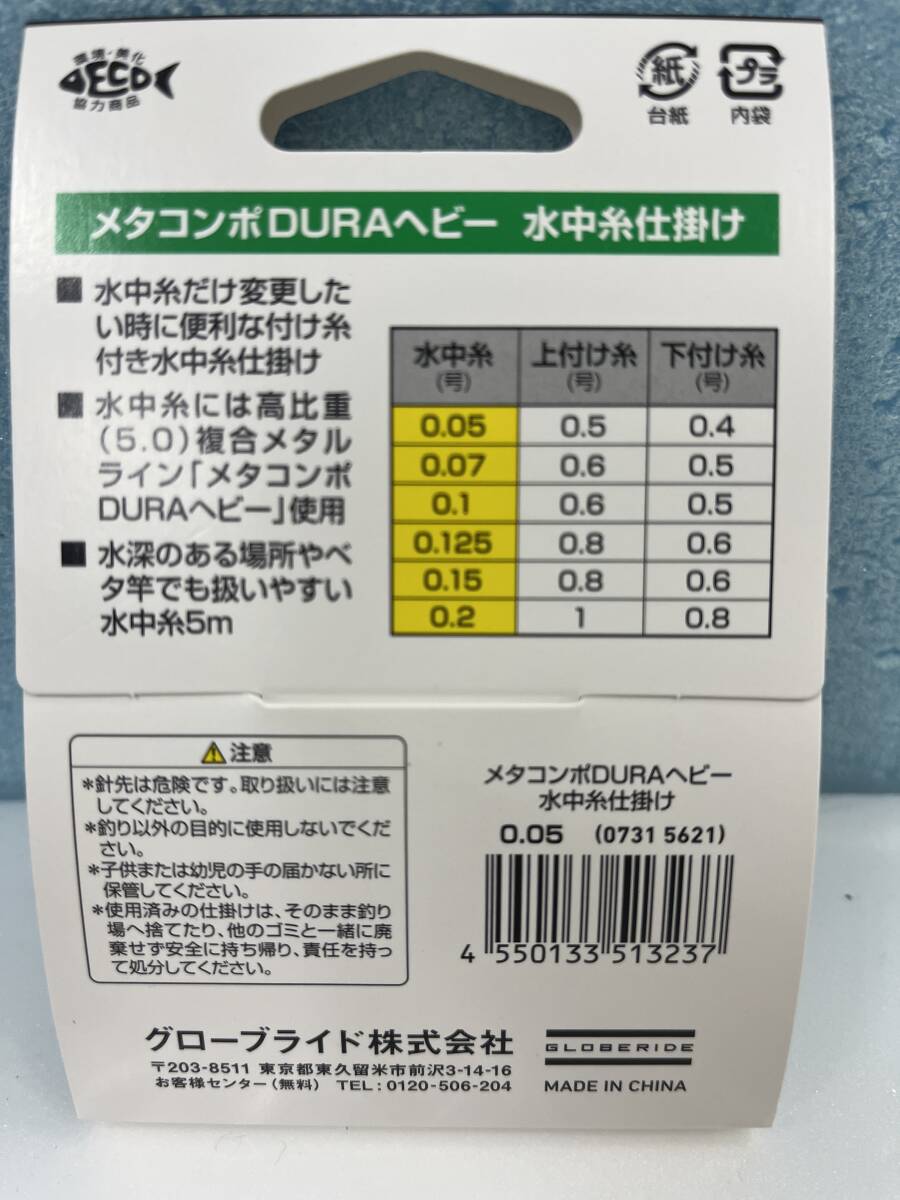 環境・美化
ECO
協力商品
紙
台紙
プラ
内袋
メタコンポDURAヘビー 水中糸仕掛け
■ 水中糸だけ変更した
い時に便利な付け糸
付き水中糸仕掛け
■ 水中糸には高比重
(5.0)複合メタル
ライン「メタコンポ
DURAヘビー」使用
■ 水深のある場所やベ
タ竿でも扱いやすい
水中糸5m
水中糸 上付け糸 下付け糸
(号) (号) (号)
0.05 0.5 0.4
0.07 0.6 0.5
0.1 0.6 0.5
0.125 0.8 0.6
0.15 0.8 0.6
0.2 1 0.8
注意
*針先は危険です。取り扱いには注意
してください。
*釣り以外の目的に使用しないでくだ
さい。
*子供または幼児の手の届かない所に
保管してください。
*使用済みの仕掛けは、そのまま釣り
場へ捨てたり、他のゴミと一緒に廃
棄せず安全に持ち帰り、責任を持っ
て処分してください。
メタコンポDURAヘビー
水中糸仕掛け
0.05 (0731 5621)
4 550133 513237
グローブライド株式会社
〒203-8511 東京都東久留米市前沢3-14-16
お客様センター(無料) TEL:0120-506-204
GLOBERIDE
MADE IN CHINA